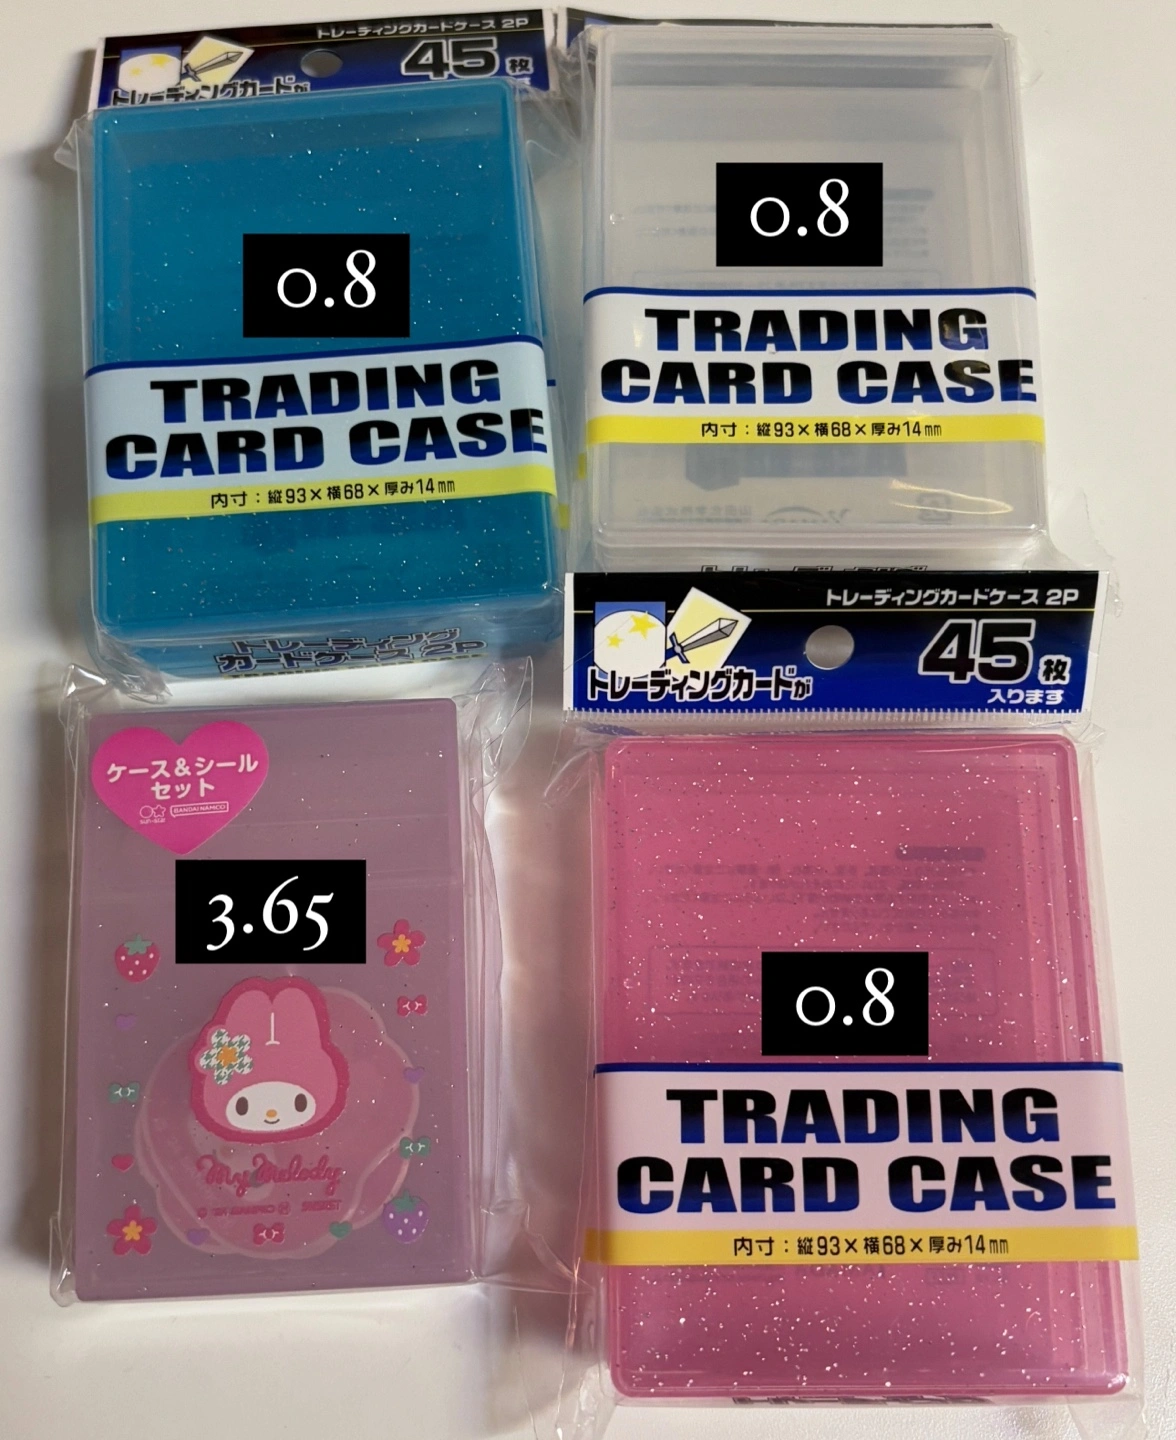 トレーディングカードケース 2P
45枚
トレーディングカードが
0.8
TRADING
CARD CASE
内寸：縦93×横68×厚み14mm
トレーディング
カードケース 2P
0.8
TRADING
CARD CASE
内寸：縦93×横68×厚み14mm
ケース&シール
セット
BANDAI NAMCO
3.65
My Melody
トレーディングカードケース 2P
45枚
トレーディングカードが
入ります
0.8
TRADING
CARD CASE
内寸：縦93×横68×厚み14mm